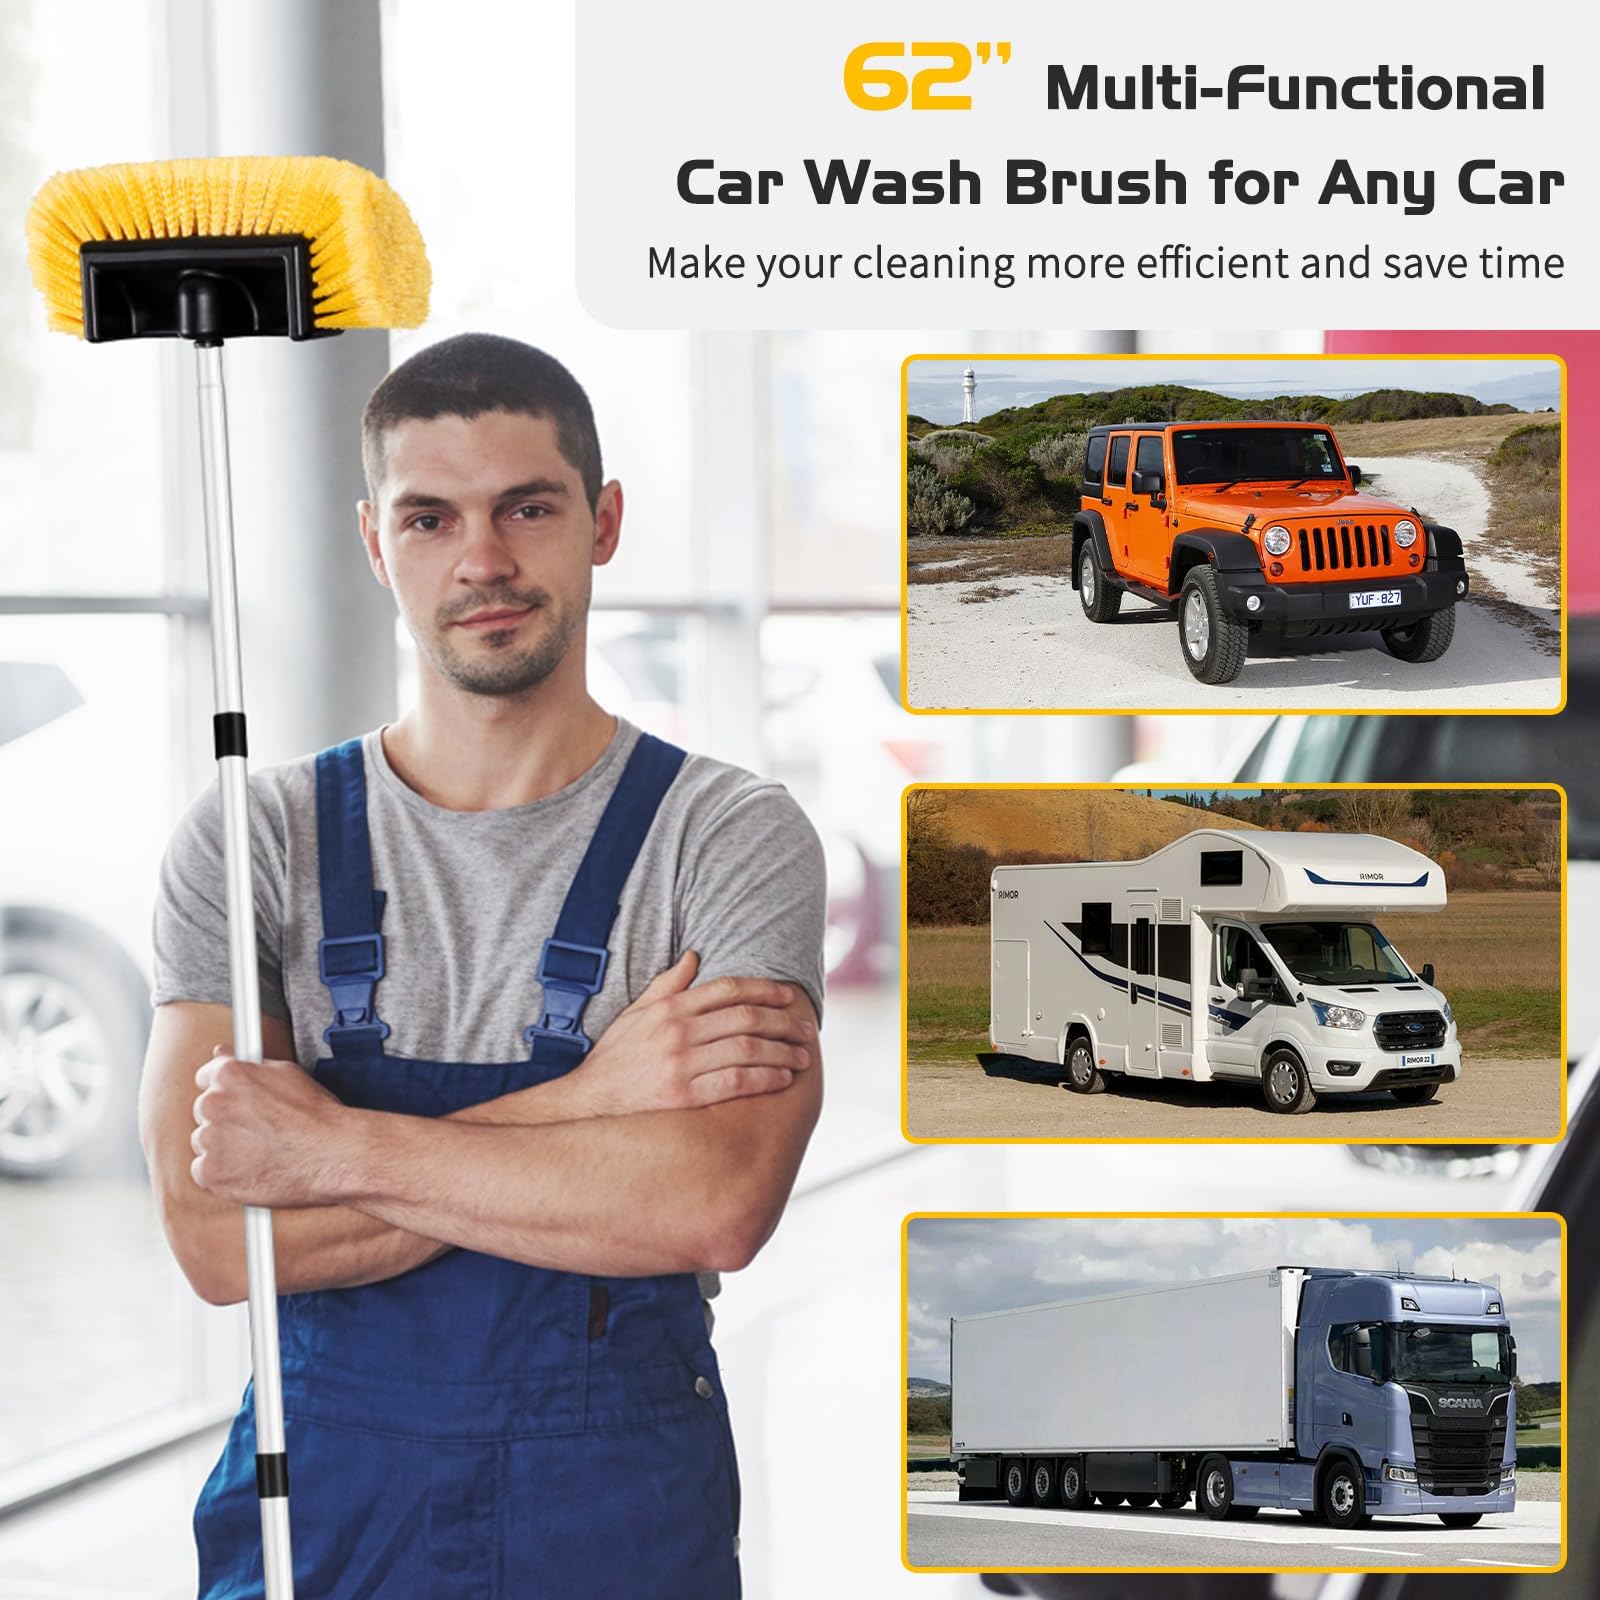 62” Multi-Functional
Car Wash Brush for Any Car
Make your cleaning more efficient and save time
Jeep
YUF·827
RIMOR
RIMOR
RIMOR 22
SCANIA